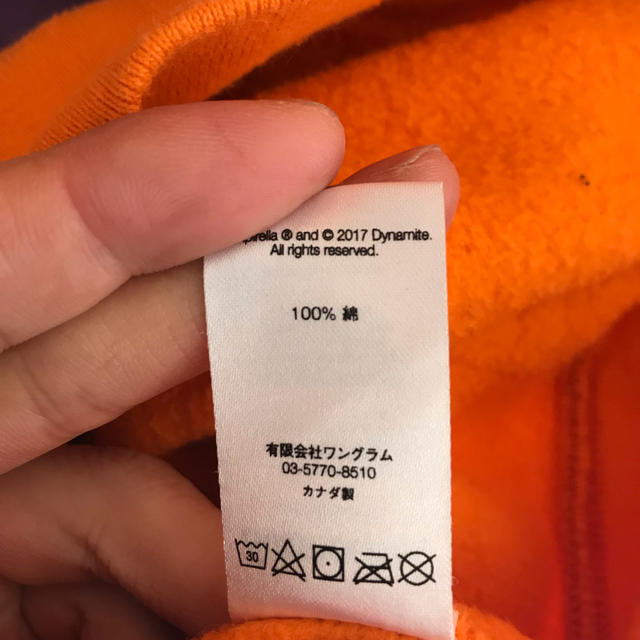 ® and © 2017 Dynamite.
All rights reserved.
100% 綿
有限会社ワングラム
03-5770-8510
カナダ製
30